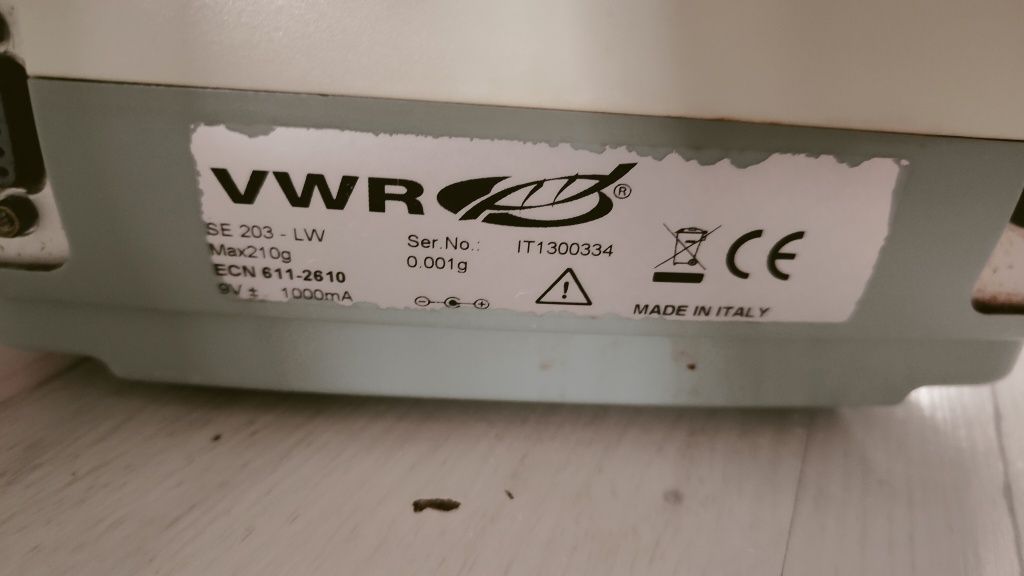 VWR ®
SE 203 - LW
Max210g
ECN 611-2610
9V ± 1000mA
Ser.No.: IT1300334
0.001g
CE
MADE IN ITALY